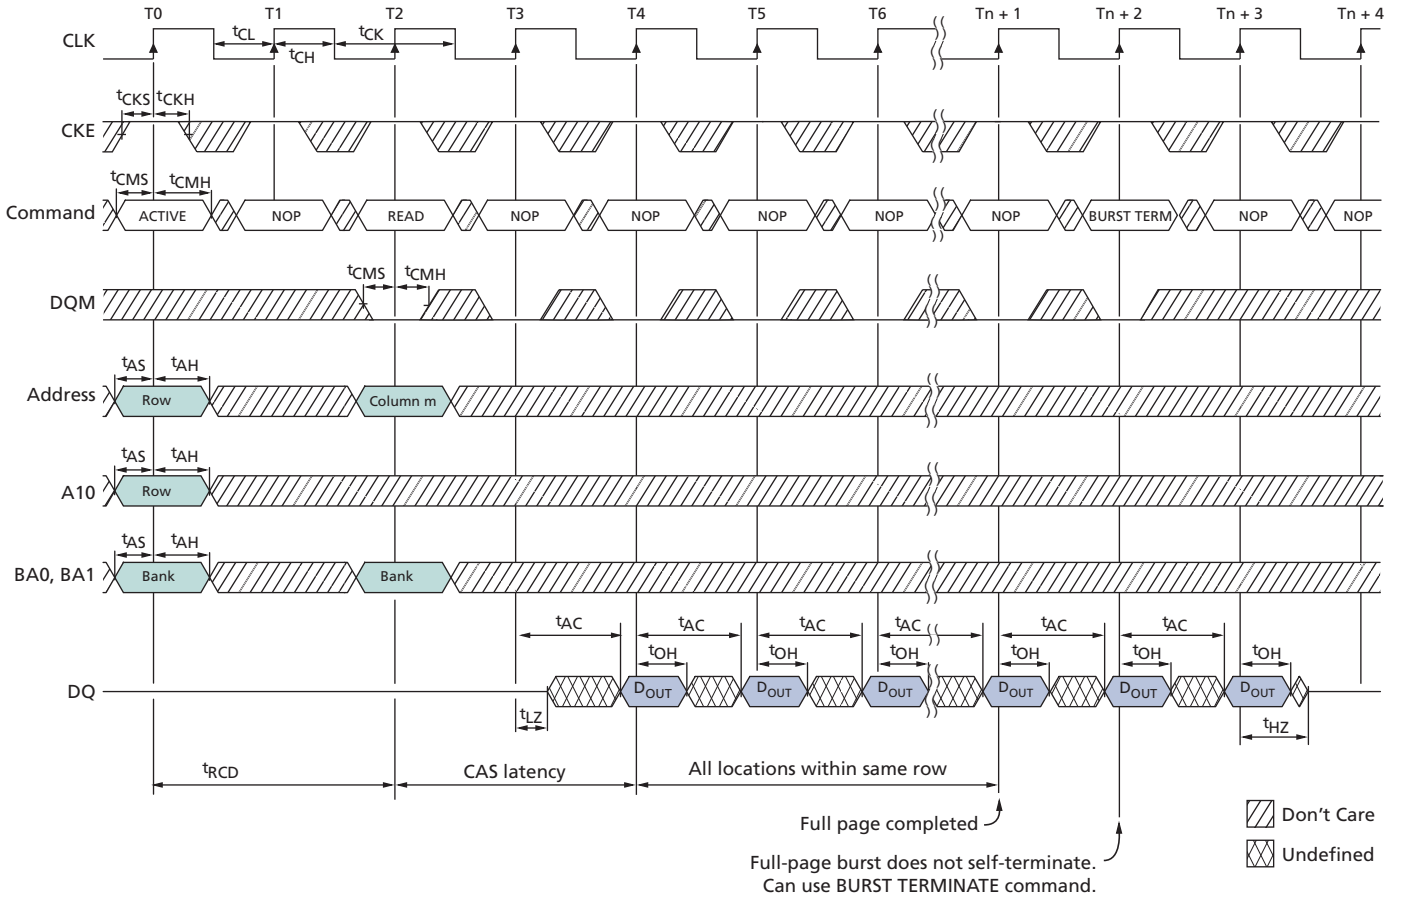 T0 T1 T2 T3 T4 T5 T6 Tn + 1 Tn + 2 Tn + 3 Tn + 4
CLK tCL tCH tCK
tCKS tCKH
CKE
tCMS tCMH
Command ACTIVE NOP READ NOP NOP NOP NOP NOP BURST TERM NOP NOP
tCMS tCMH
DQM
tAS tAH
Address Row Column m
tAS tAH
A10 Row
tAS tAH
BA0, BA1 Bank Bank
tAC tAC tAC tAC tAC tAC
tOH tOH tOH tOH tOH tOH
DQ DOUT DOUT DOUT DOUT DOUT DOUT
tLZ tHZ
tRCD CAS latency All locations within same row
Full page completed
Full-page burst does not self-terminate.
Can use BURST TERMINATE command.
Don't Care
Undefined